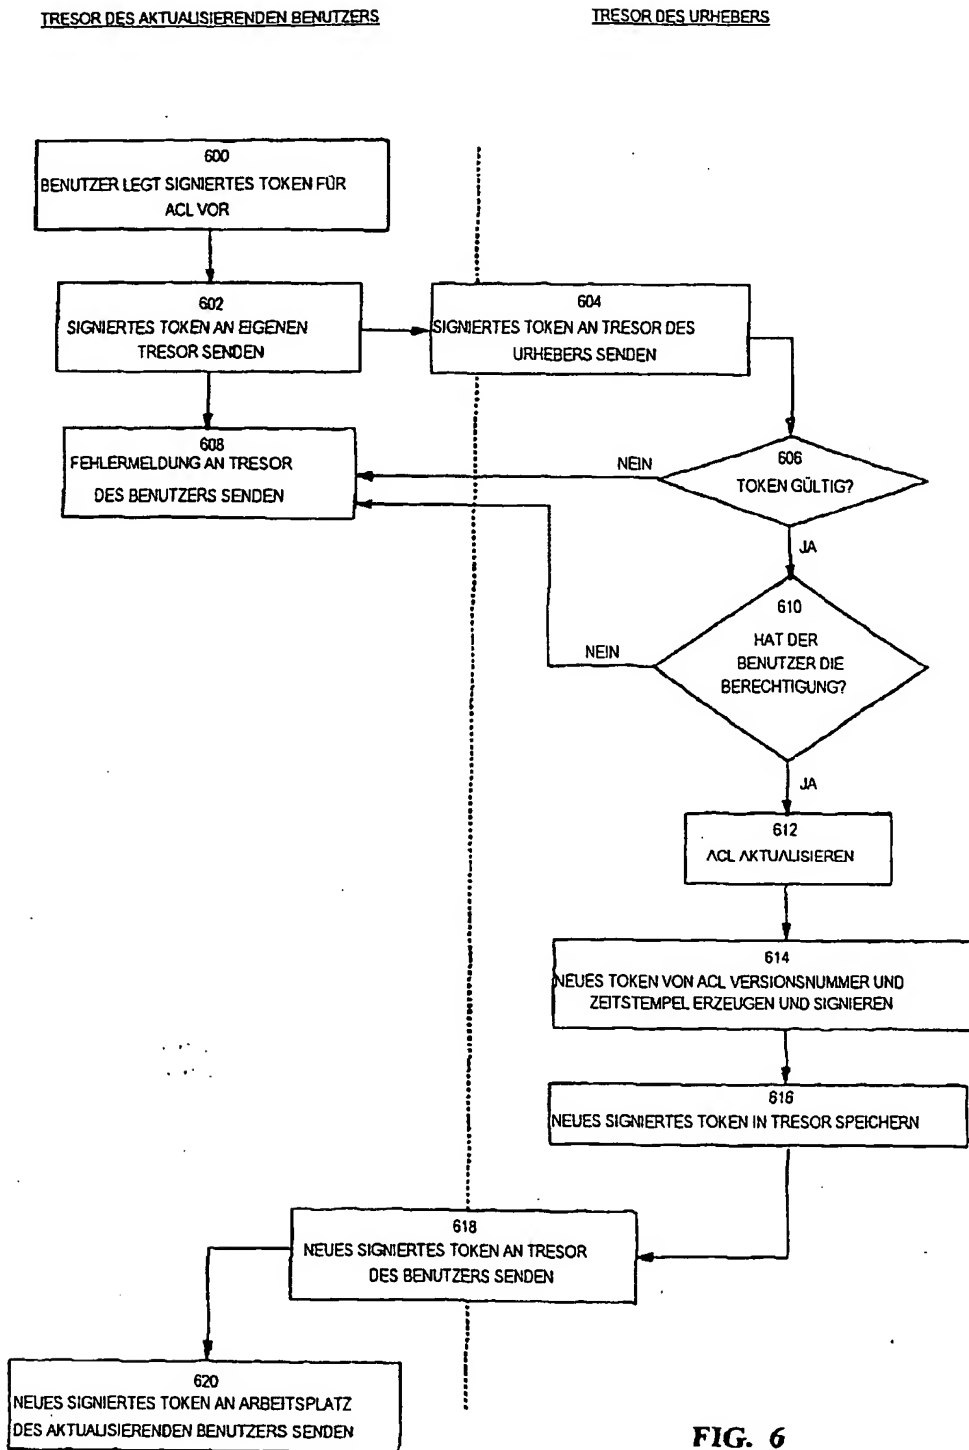 TRESOR DES AKTUALISIERENDEN BENUTZERS
TRESOR DES URHEBERS
600
BENUTZER LEGT SIGNIERTES TOKEN FÜR
ACL VOR
602
SIGNIERTES TOKEN AN EIGENEN
TRESOR SENDEN
604
SIGNIERTES TOKEN AN TRESOR DES
URHEBERS SENDEN
608
FEHLERMELDUNG AN TRESOR
DES BENUTZERS SENDEN
NEIN
606
TOKEN GÜLTIG?
JA
610
HAT DER
BENUTZER DIE
BERECHTIGUNG?
NEIN
JA
612
ACL AKTUALISIEREN
614
NEUES TOKEN VON ACL VERSIONSNUMMER UND
ZEITSTEMPEL ERZEUGEN UND SIGNIEREN
616
NEUES SIGNIERTES TOKEN IN TRESOR SPEICHERN
618
NEUES SIGNIERTES TOKEN AN TRESOR
DES BENUTZERS SENDEN
620
NEUES SIGNIERTES TOKEN AN ARBEITSPLATZ
DES AKTUALISIERENDEN BENUTZERS SENDEN
FIG. 6